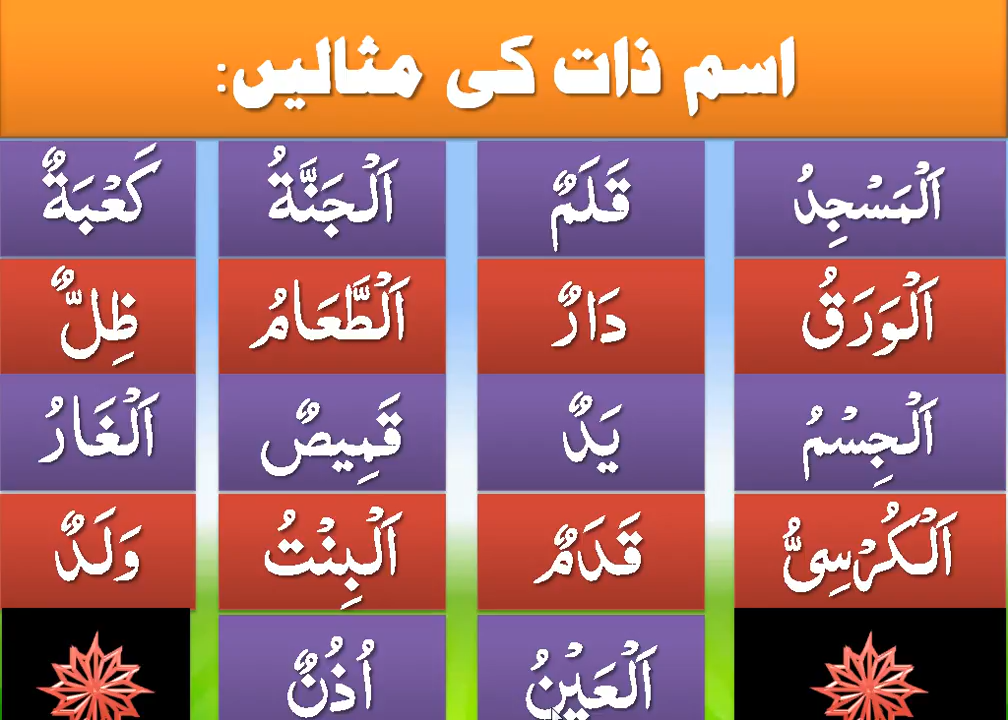 اسم ذات کی مثالیں:
اَلْمَسْجِدُ قَلَمٌ اَلْجَنَّةُ كَعْبَةٌ
اَلْوَرَقُ دَارٌ اَلطَّعَامُ ظِلٌّ
اَلْجِسْمُ يَدٌ قَمِيصٌ اَلْغَارُ
اَلْكُرْسِىُّ قَدَمٌ اَلْبِنْتُ وَلَدٌ
اَلْعَيْنُ اُذُنٌ